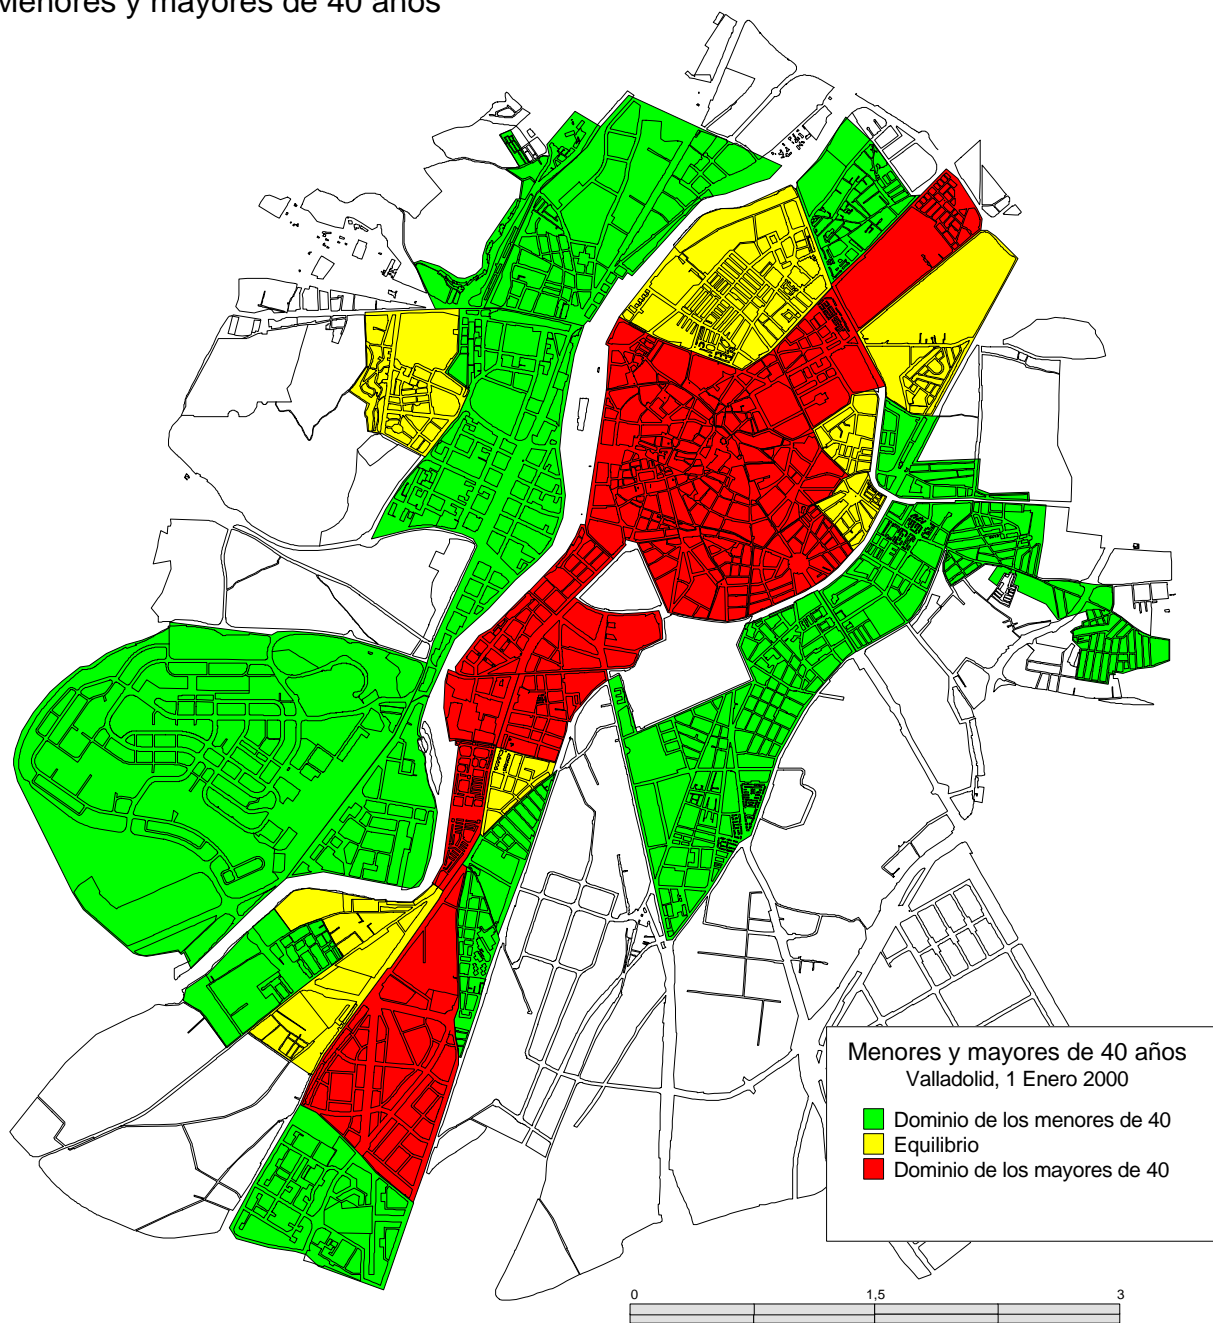 Menores y mayores de 40 años
Menores y mayores de 40 años
Valladolid, 1 Enero 2000
Dominio de los menores de 40
Equilibrio
Dominio de los mayores de 40
0 1,5 3